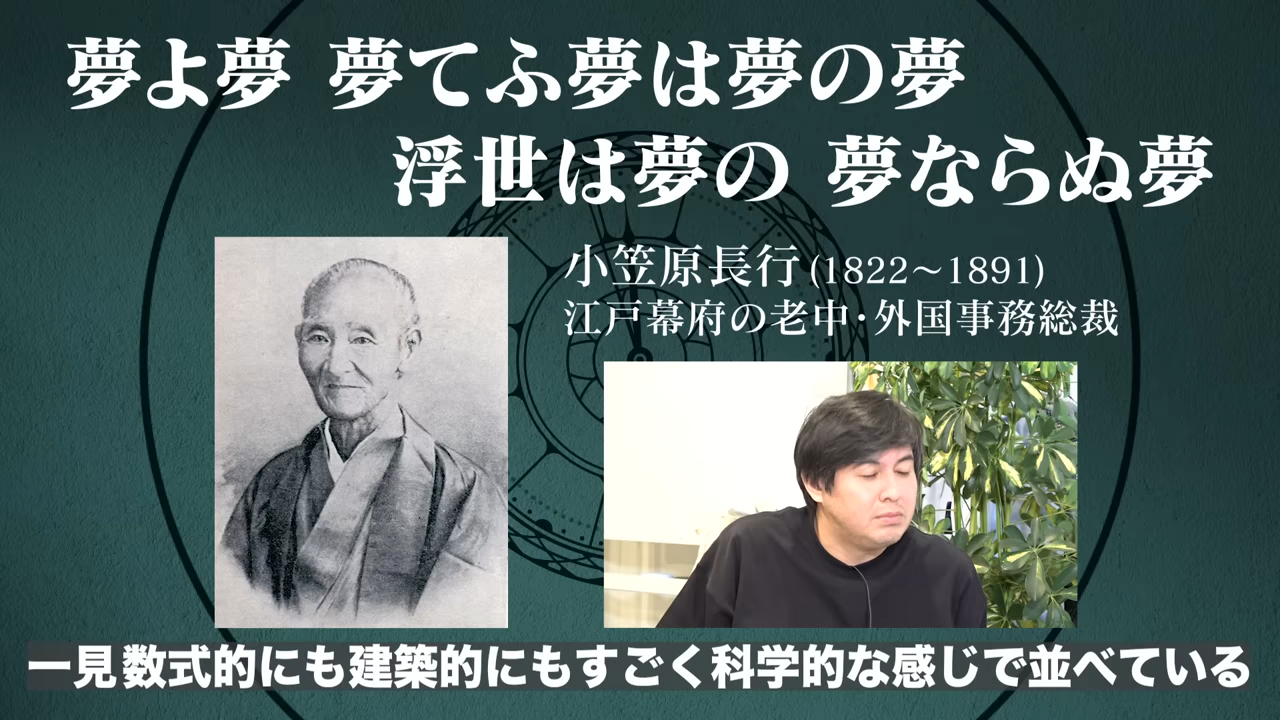 夢よ夢 夢てふ夢は夢の夢
浮世は夢の 夢ならぬ夢
小笠原長行(1822〜1891)
江戸幕府の老中・外国事務総裁
一見数式的にも建築的にもすごく科学的な感じで並べている